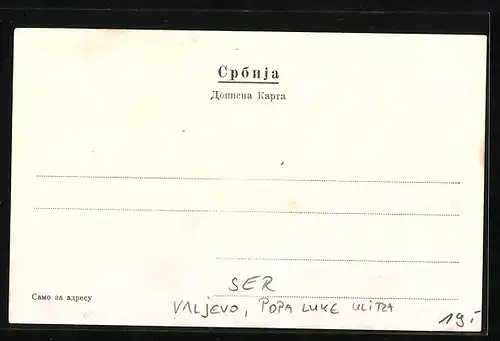 Србија
Дописна Карта
Само за адресу
SER
VALJEVO, POPA LUKE ULITZA
19.-